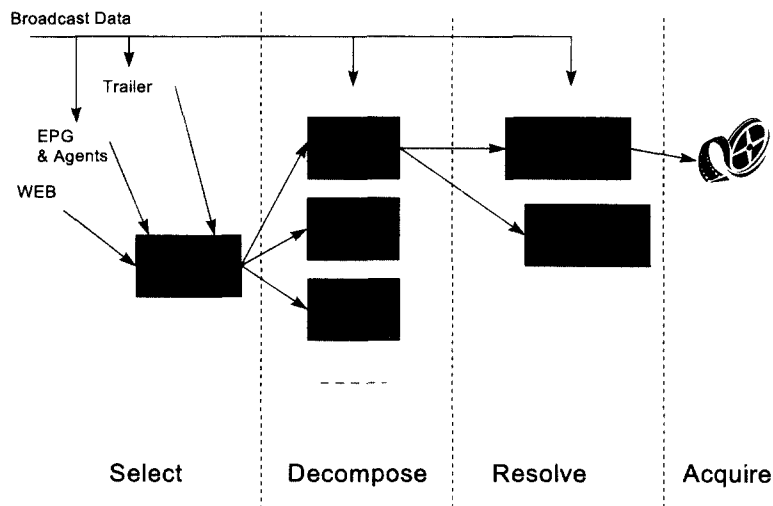 Broadcast Data
Trailer
EPG
& Agents
WEB
Select
Decompose
Resolve
Acquire